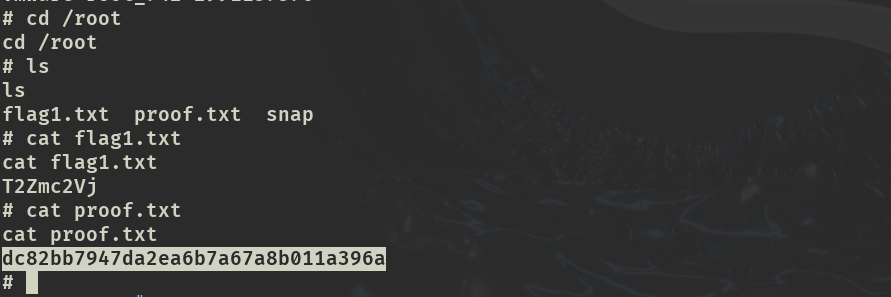 # cd /root
cd /root
# ls
ls
flag1.txt  proof.txt  snap
# cat flag1.txt
cat flag1.txt
T2Zmc2Vj
# cat proof.txt
cat proof.txt
dc82bb7947da2ea6b7a67a8b011a396a
#